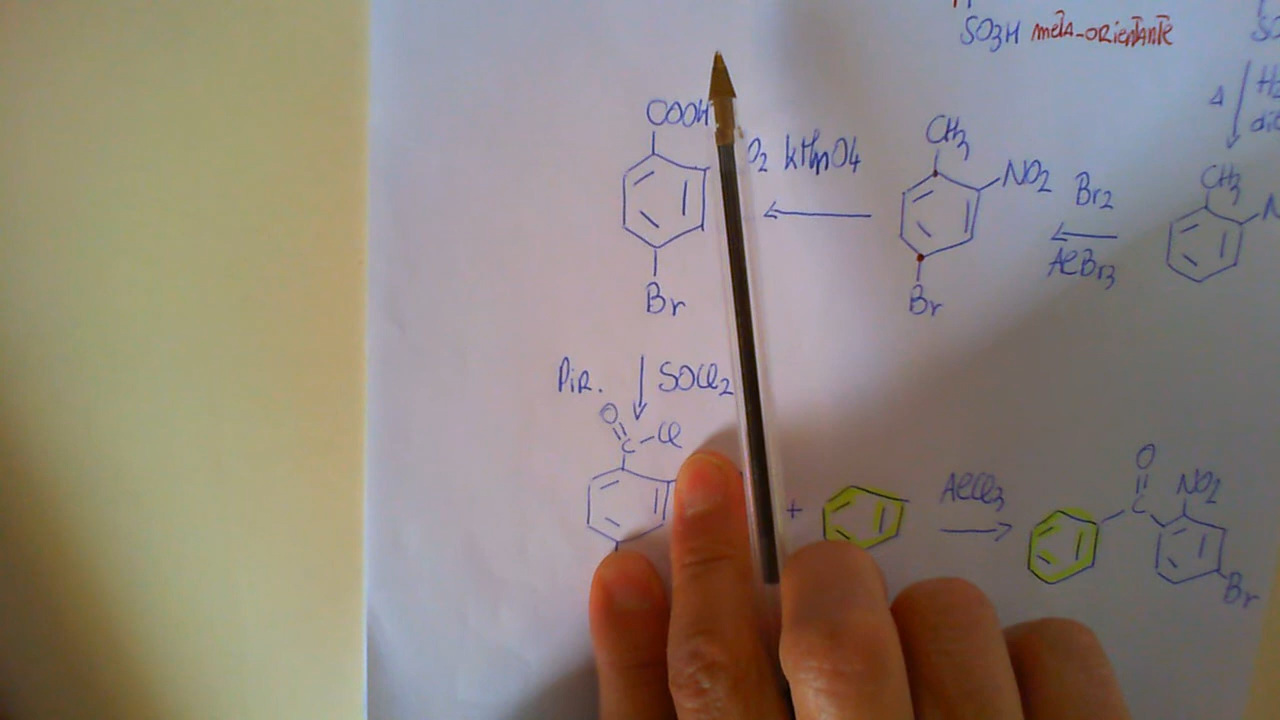 SO3H meta-orientante
COOH
O2 KMnO4
CH3
NO2
Br2
AlBr3
CH3
Δ
Br
Br
Pir.
SOCl2
O
C
Cl
+
AlCl3
O
C
NO2
Br